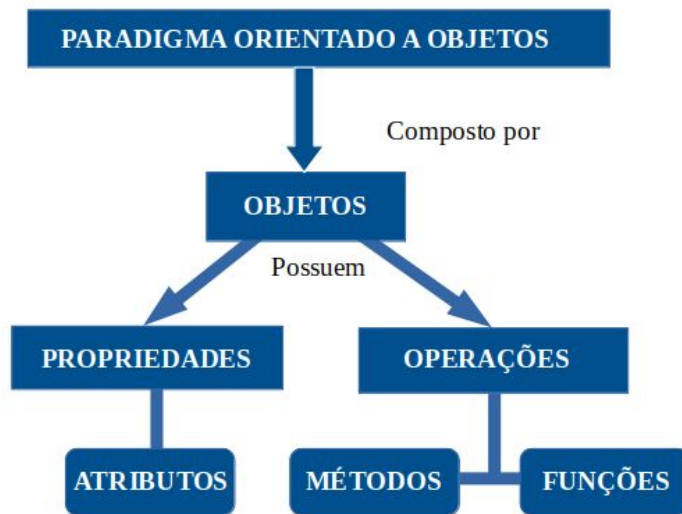 PARADIGMA ORIENTADO A OBJETOS
Composto por
OBJETOS
Possuem
PROPRIEDADES
OPERAÇÕES
ATRIBUTOS
MÉTODOS
FUNÇÕES